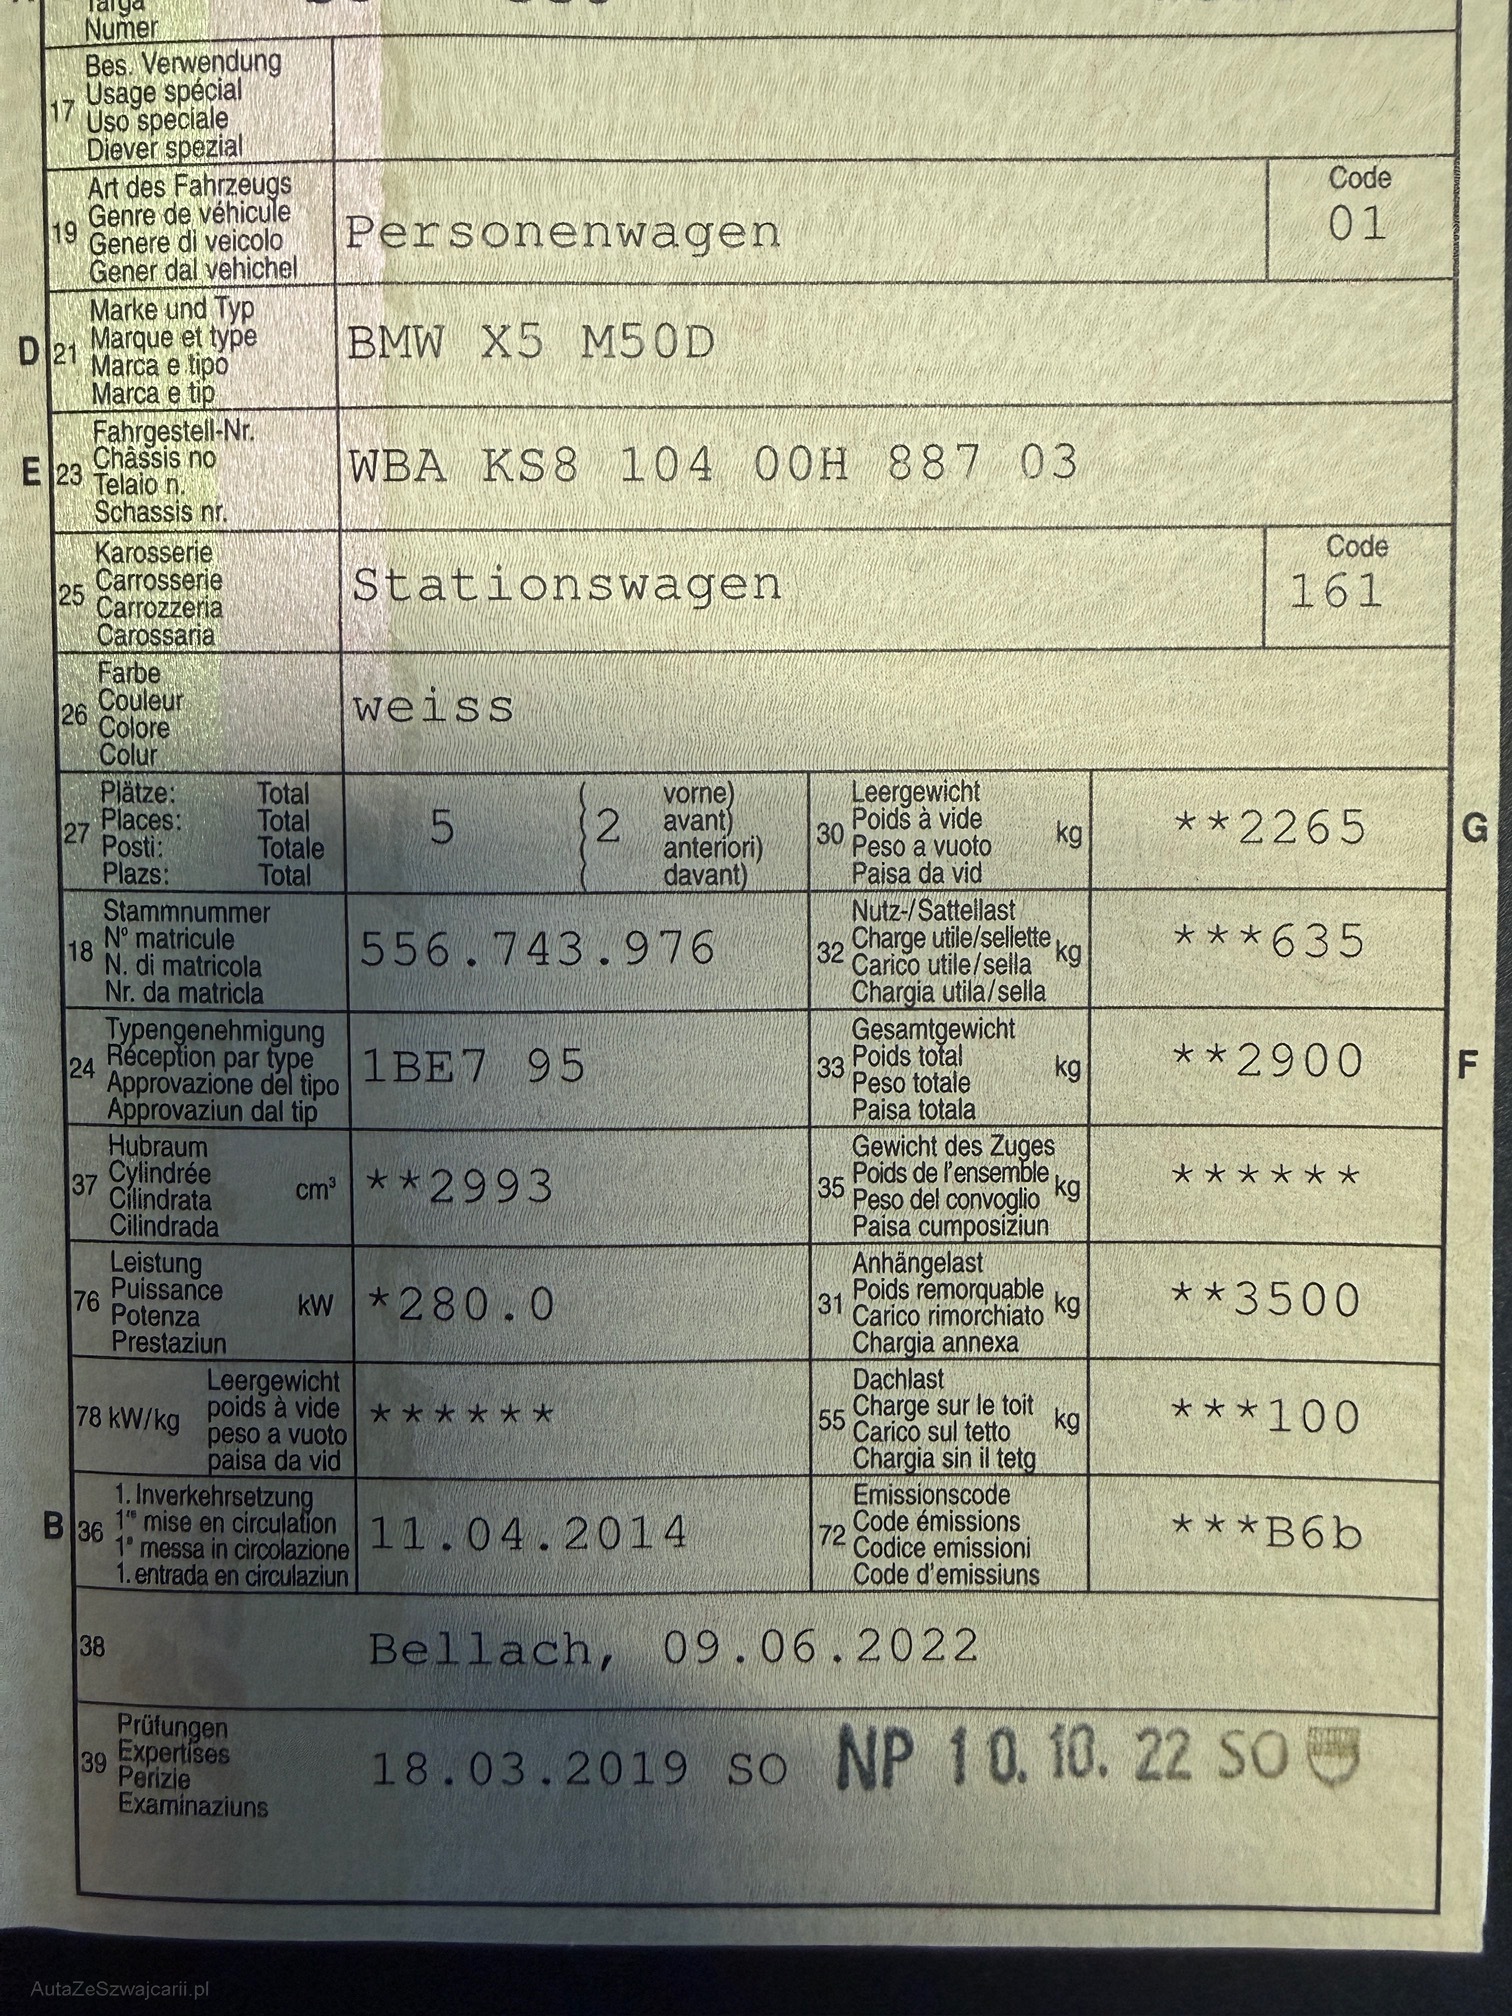 Targa
Numer
17 Bes. Verwendung
Usage spécial
Uso speciale
Diever spezial
19 Art des Fahrzeugs
Genre de véhicule
Genere di veicolo
Gener dal vehichel
Personenwagen
Code
01
D 21 Marke und Typ
Marque et type
Marca e tipo
Marca e tip
BMW X5 M50D
E 23 Fahrgestell-Nr.
Châssis no
Telaio n.
Schassis nr.
WBA KS8 104 00H 887 03
25 Karosserie
Carrosserie
Carrozzeria
Carossaria
Stationswagen
Code
161
26 Farbe
Couleur
Colore
Colur
weiss
27 Plätze: Total
Places: Total
Posti: Totale
Plazs: Total
5 (2 vorne)
avant)
anteriori)
davant)
30 Leergewicht
Poids à vide kg
Peso a vuoto
Paisa da vid
**2265 G
18 Stammnummer
N° matricule
N. di matricola
Nr. da matricla
556.743.976
32 Nutz-/Sattellast
Charge utile/sellette kg
Carico utile/sella
Chargia utila/sella
***635
24 Typengenehmigung
Réception par type
Approvazione del tipo
Approvaziun dal tip
1BE7 95
33 Gesamtgewicht
Poids total kg
Peso totale
Paisa totala
**2900 F
37 Hubraum
Cylindrée cm³
Cilindrata
Cilindrada
**2993
35 Gewicht des Zuges
Poids de l'ensemble kg
Peso del convoglio
Paisa cumposiziun
******
76 Leistung
Puissance kW
Potenza
Prestaziun
*280.0
31 Anhängelast
Poids remorquable kg
Carico rimorchiato
Chargia annexa
**3500
78 kW/kg Leergewicht
poids à vide
peso a vuoto
paisa da vid
******
55 Dachlast
Charge sur le toit kg
Carico sul tetto
Chargia sin il tetg
***100
B 36 1. Inverkehrsetzung
1re mise en circulation
1a messa in circolazione
1. entrada en circulaziun
11.04.2014
72 Emissionscode
Code émissions
Codice emissioni
Code d'emissiuns
***B6b
38 Bellach, 09.06.2022
39 Prüfungen
Expertises
Perizie
Examinaziuns
18.03.2019 SO NP 10.10.22 SO
AutaZeSzwajcarii.pl